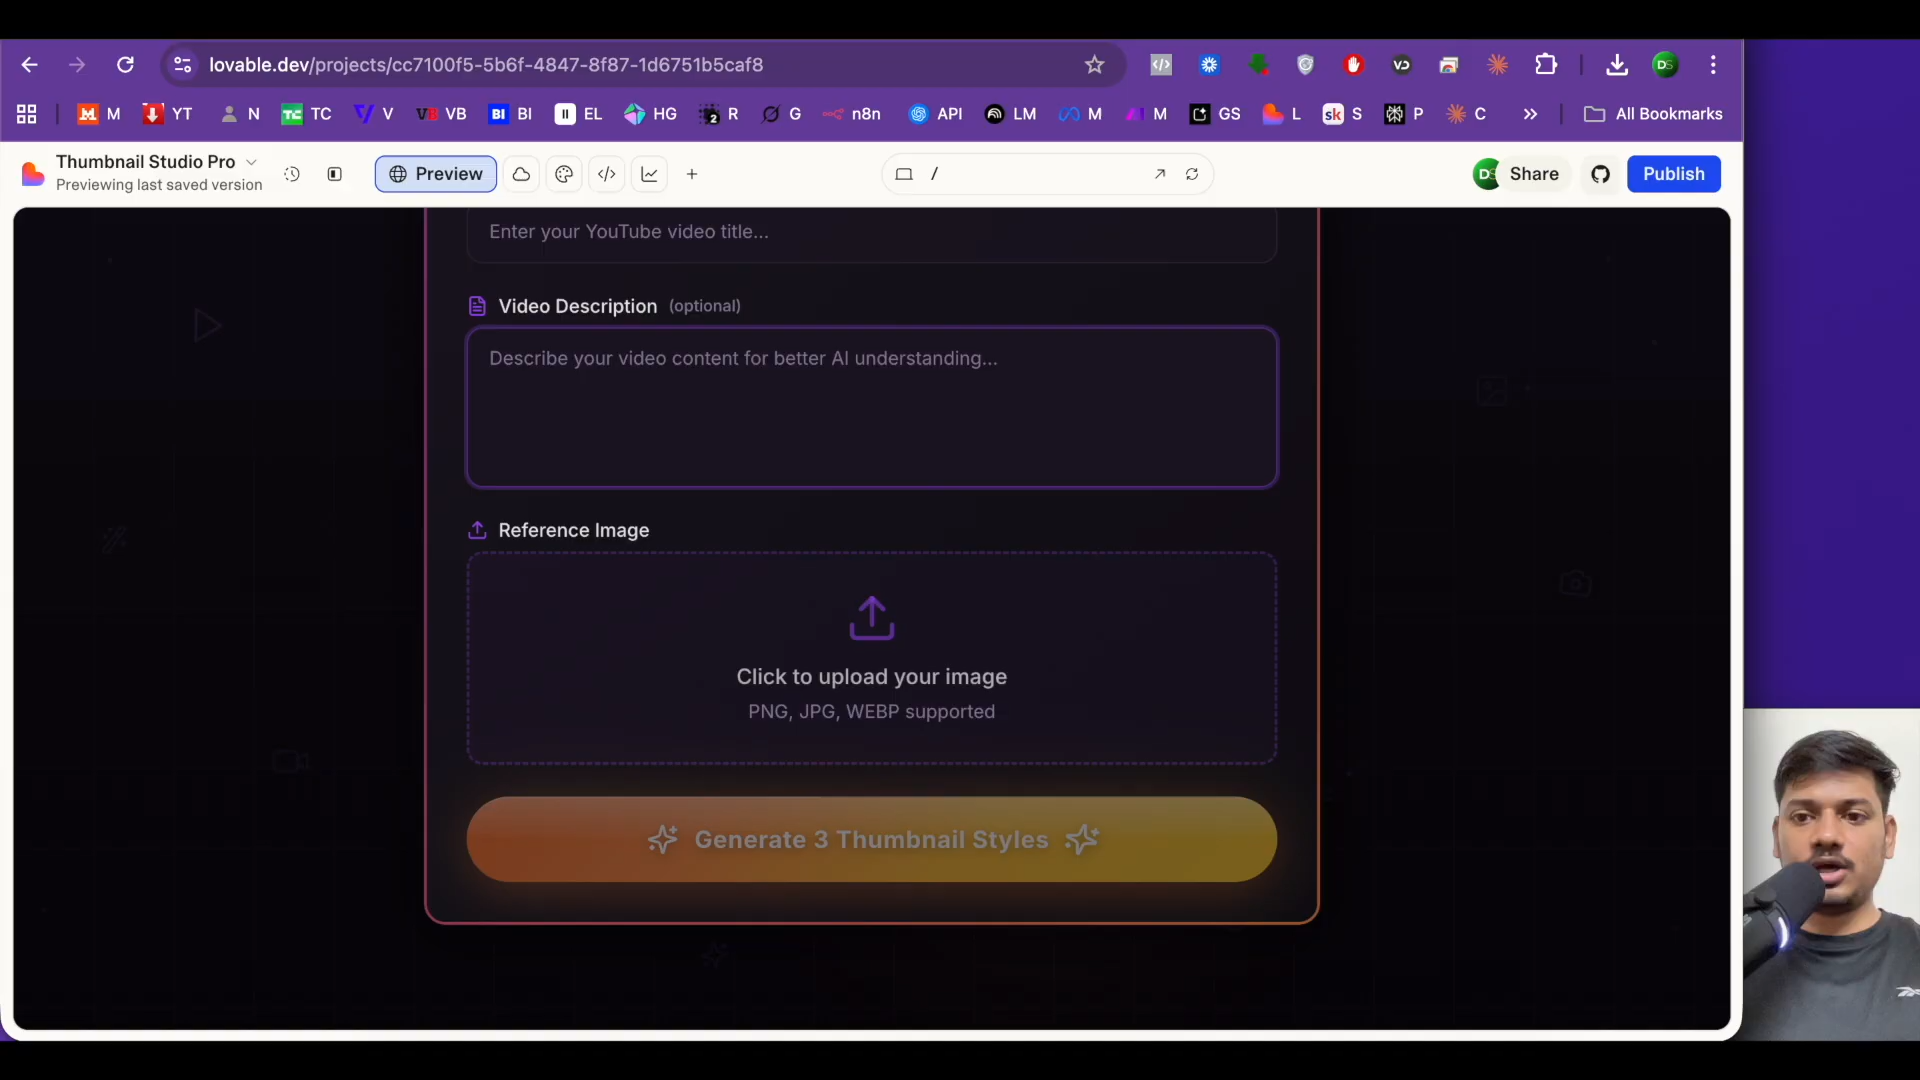 lovable.dev/projects/cc7100f5-5b6f-4847-8f87-1d6751b5caf8
DS
M YT N TC V VB BI EL HG R G n8n API LM M M GS L S P C » All Bookmarks
Thumbnail Studio Pro
Previewing last saved version
Preview
/
DS Share
Publish
Enter your YouTube video title...
Video Description (optional)
Describe your video content for better AI understanding...
Reference Image
Click to upload your image
PNG, JPG, WEBP supported
Generate 3 Thumbnail Styles